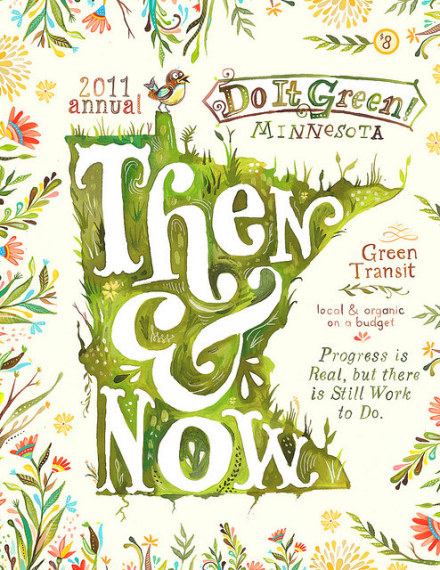 $8
2011
annual
Do It Green!
MINNESOTA
Then
&
Now
Green
Transit
local & organic
on a budget
Progress is
Real, but there
is Still Work
to Do.